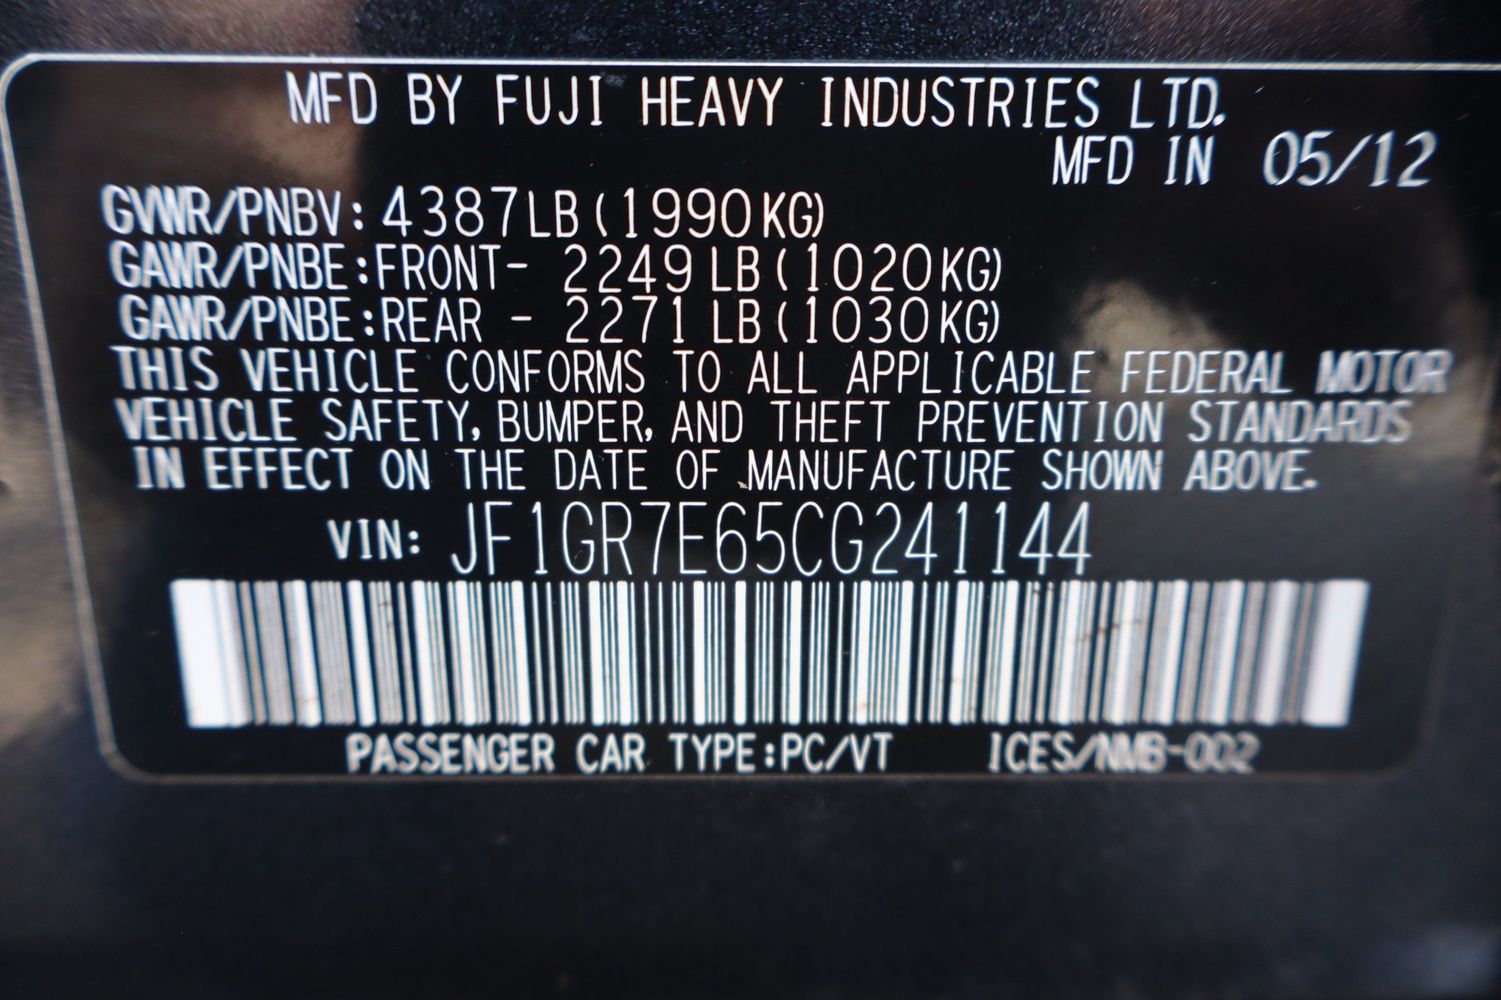 MFD BY FUJI HEAVY INDUSTRIES LTD.
MFD IN 05/12
GVWR/PNBV: 4387LB(1990KG)
GAWR/PNBE:FRONT- 2249LB(1020KG)
GAWR/PNBE:REAR - 2271LB(1030KG)
THIS VEHICLE CONFORMS TO ALL APPLICABLE FEDERAL MOTOR
VEHICLE SAFETY, BUMPER, AND THEFT PREVENTION STANDARDS
IN EFFECT ON THE DATE OF MANUFACTURE SHOWN ABOVE.
VIN: JF1GR7E65CG241144
PASSENGER CAR TYPE:PC/VT ICES/NMB-002